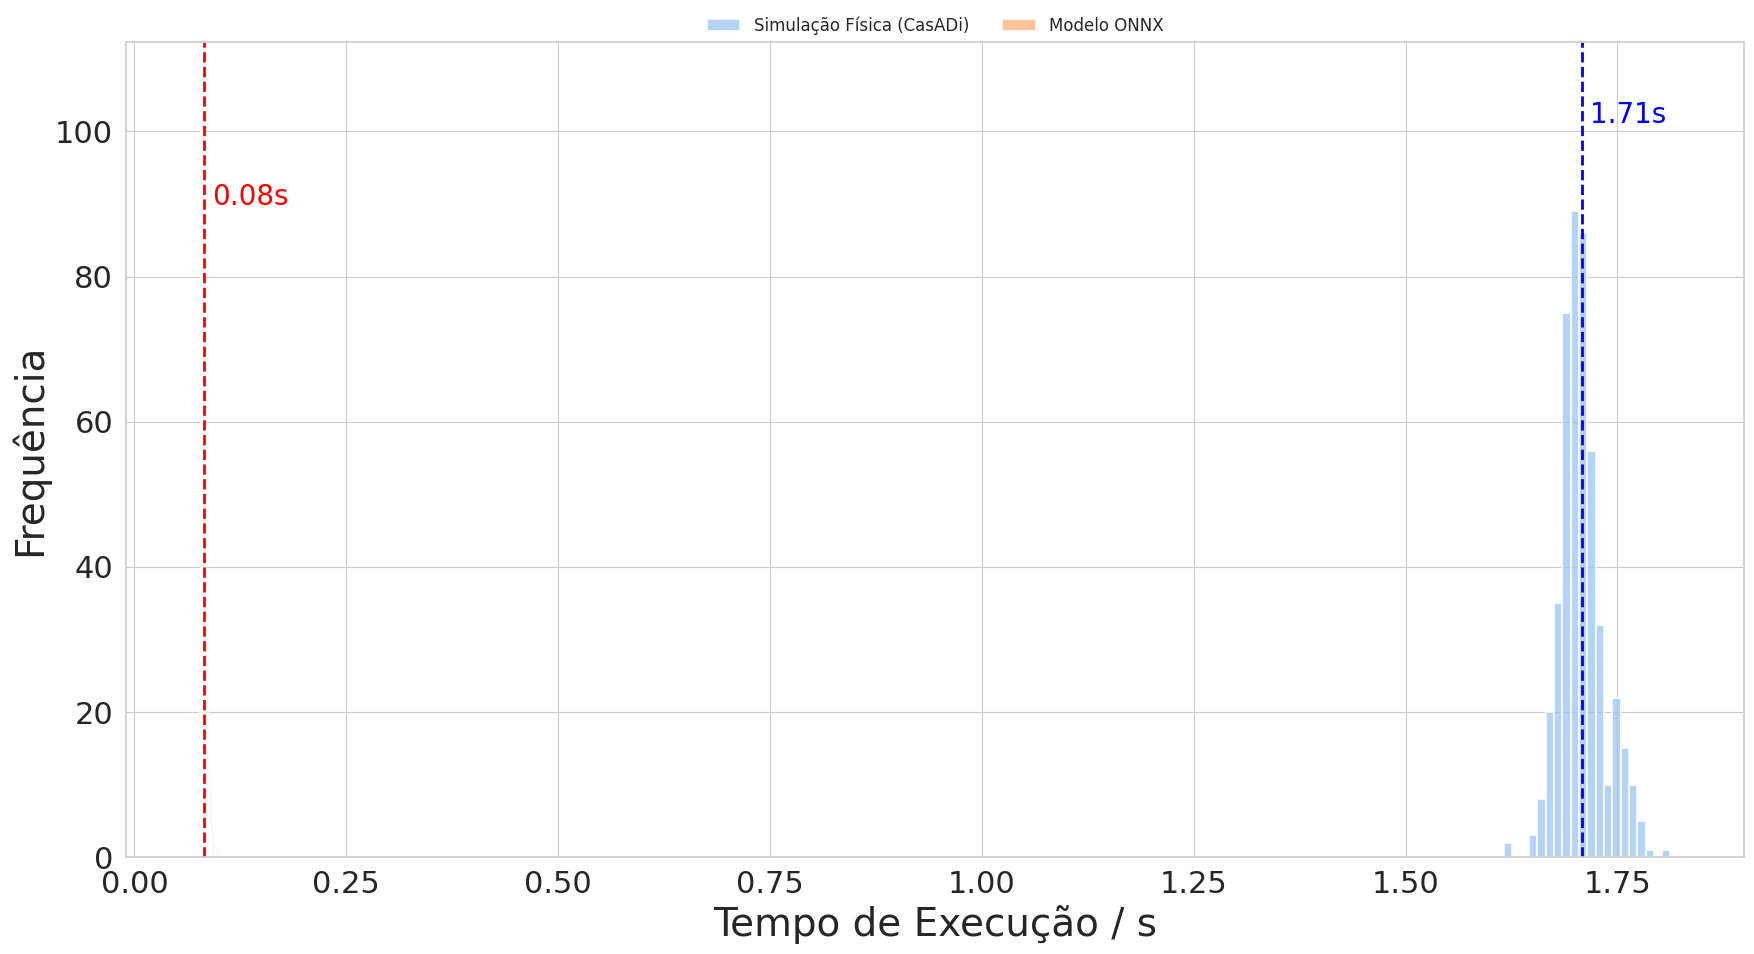 Simulação Física (CasADi) Modelo ONNX
100
80
60
40
20
0
Frequência
0.08s
1.71s
0.00 0.25 0.50 0.75 1.00 1.25 1.50 1.75
Tempo de Execução / s